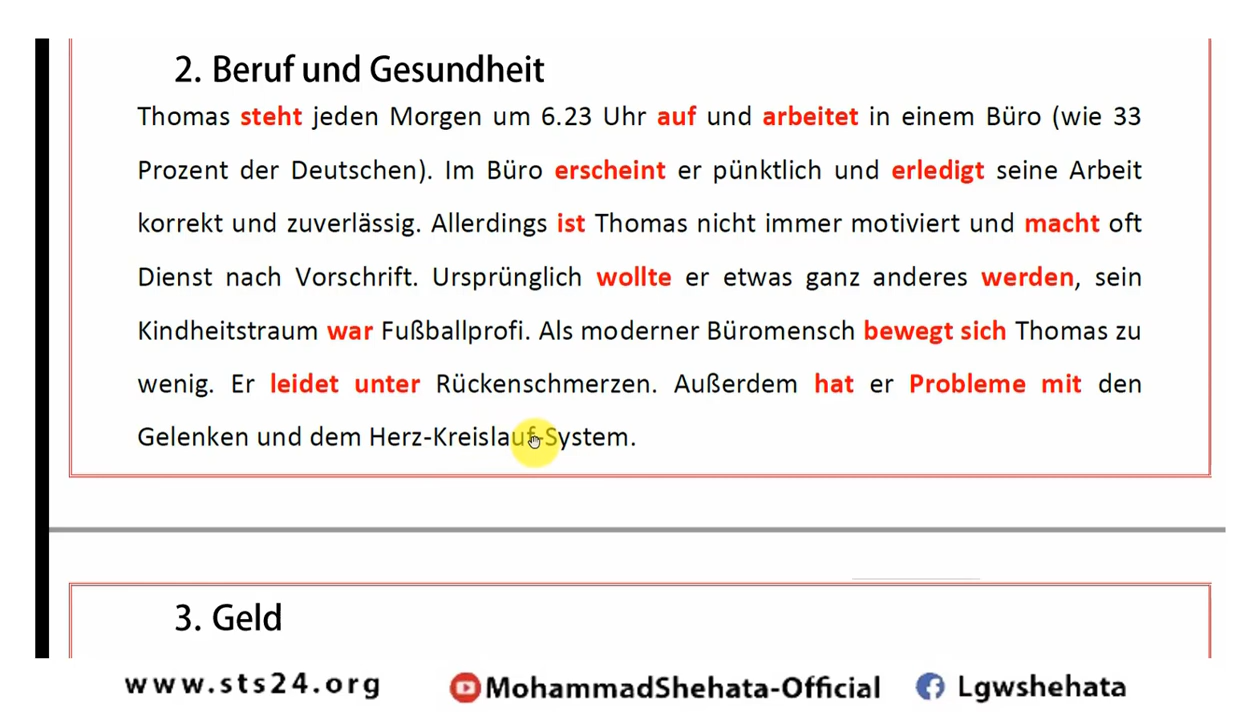 2. Beruf und Gesundheit
Thomas steht jeden Morgen um 6.23 Uhr auf und arbeitet in einem Büro (wie 33
Prozent der Deutschen). Im Büro erscheint er pünktlich und erledigt seine Arbeit
korrekt und zuverlässig. Allerdings ist Thomas nicht immer motiviert und macht oft
Dienst nach Vorschrift. Ursprünglich wollte er etwas ganz anderes werden, sein
Kindheitstraum war Fußballprofi. Als moderner Büromensch bewegt sich Thomas zu
wenig. Er leidet unter Rückenschmerzen. Außerdem hat er Probleme mit den
Gelenken und dem Herz-Kreislauf-System.
3. Geld
www.sts24.org MohammadShehata-Official Lgwshehata